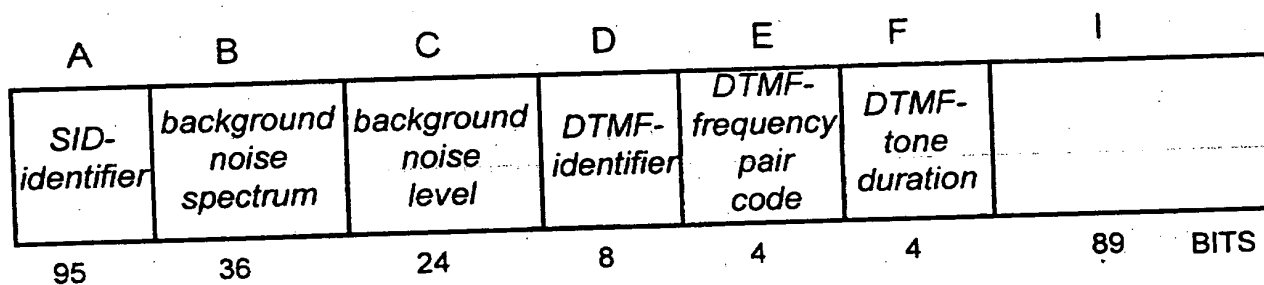 A B C D E F I
SID-
identifier
background
noise
spectrum
background
noise
level
DTMF-
identifier
DTMF-
frequency
pair
code
DTMF-
tone
duration
95 36 24 8 4 4 89 BITS